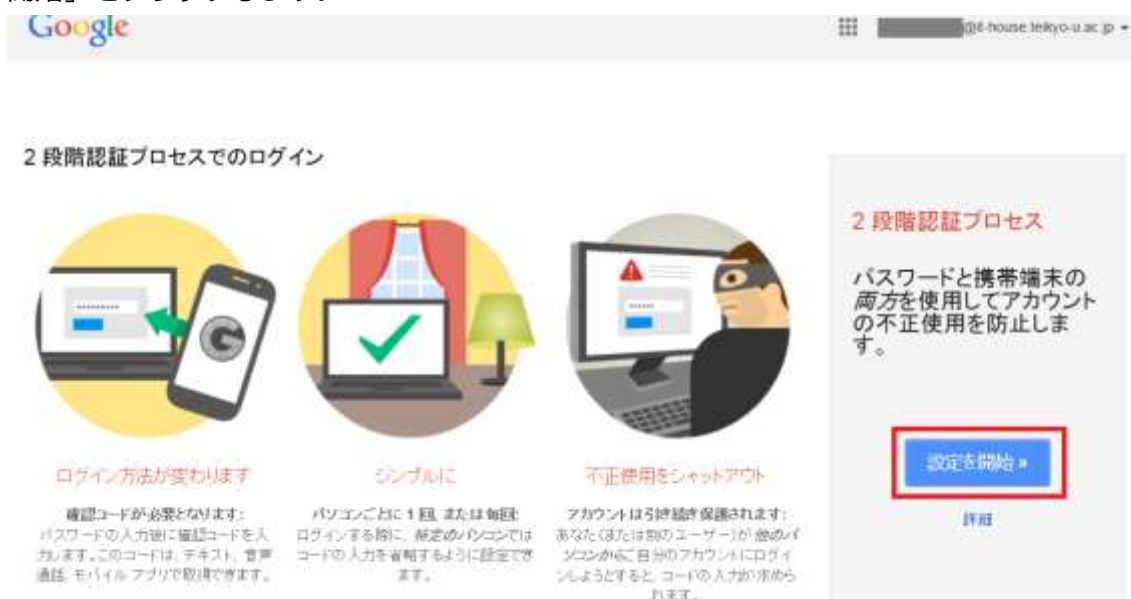 Google
@e-house.teikyo-u.ac.jp
2 段階認証プロセスでのログイン
ログイン方法が変わります
確認コードが必要となります:
パスワードの入力後に確認コードを入
力します。このコードは、テキスト、音声
通話、モバイル アプリで取得できます。
シンプルに
パソコンごとに 1 回、または毎回:
ログインする際に、特定のパソコンでは
コードの入力を省略するように設定でき
ます。
不正使用をシャットアウト
アカウントは引き続き保護されます:
あなた(または別のユーザー)が他のパ
ソコンからご自分のアカウントにログイ
ンしようとすると、コードの入力が求めら
れます。
2 段階認証プロセス
パスワードと携帯端末の
両方を使用してアカウント
の不正使用を防止しま
す。
設定を開始 »
詳細